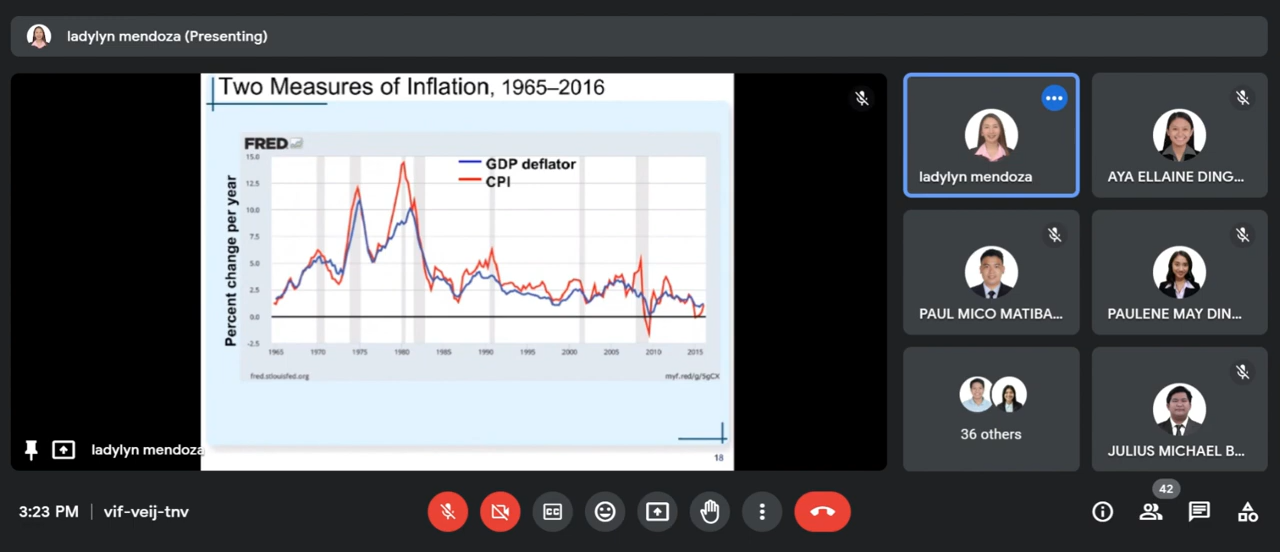 ladylyn mendoza (Presenting)
Two Measures of Inflation, 1965–2016
FRED
GDP deflator
CPI
Percent change per year
15.0
12.5
10.0
7.5
5.0
2.5
0.0
-2.5
1965 1970 1975 1980 1985 1990 1995 2000 2005 2010 2015
fred.stlouisfed.org
myf.red/g/5gCX
18
ladylyn mendoza
ladylyn mendoza
AYA ELLAINE DING...
PAUL MICO MATIBA...
PAULENE MAY DIN...
36 others
JULIUS MICHAEL B...
3:23 PM | vif-veij-tnv
CC
42